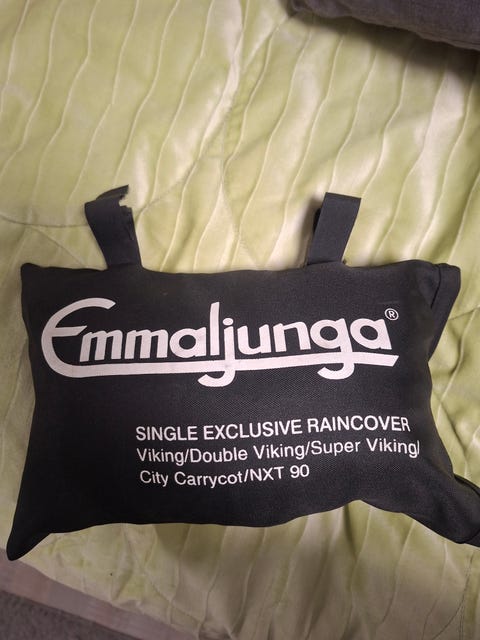 Emmaljunga®
SINGLE EXCLUSIVE RAINCOVER
Viking/Double Viking/Super Viking/
City Carrycot/NXT 90